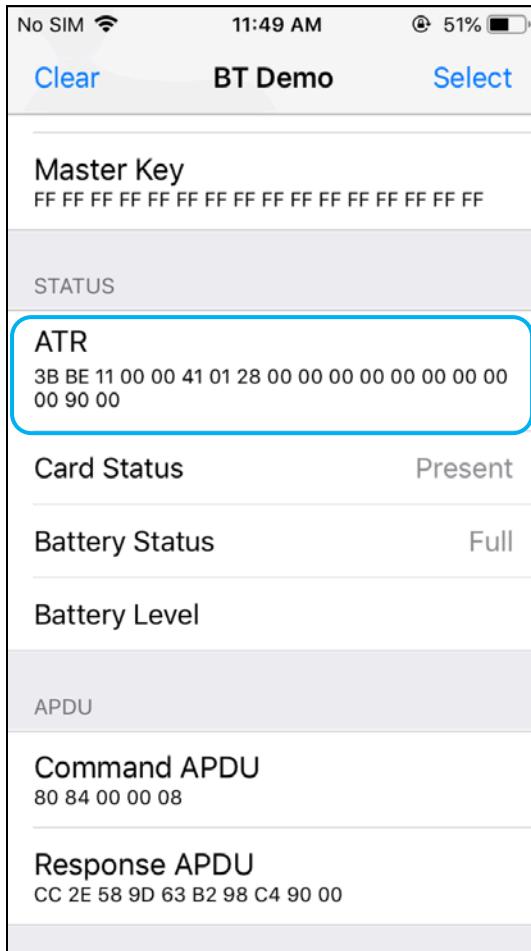 No SIM 11:49 AM 51%
Clear BT Demo Select
Master Key
FF FF FF FF FF FF FF FF FF FF FF FF FF FF FF FF
STATUS
ATR
3B BE 11 00 00 41 01 28 00 00 00 00 00 00 00 00
00 90 00
Card Status Present
Battery Status Full
Battery Level
APDU
Command APDU
80 84 00 00 08
Response APDU
CC 2E 58 9D 63 B2 98 C4 90 00